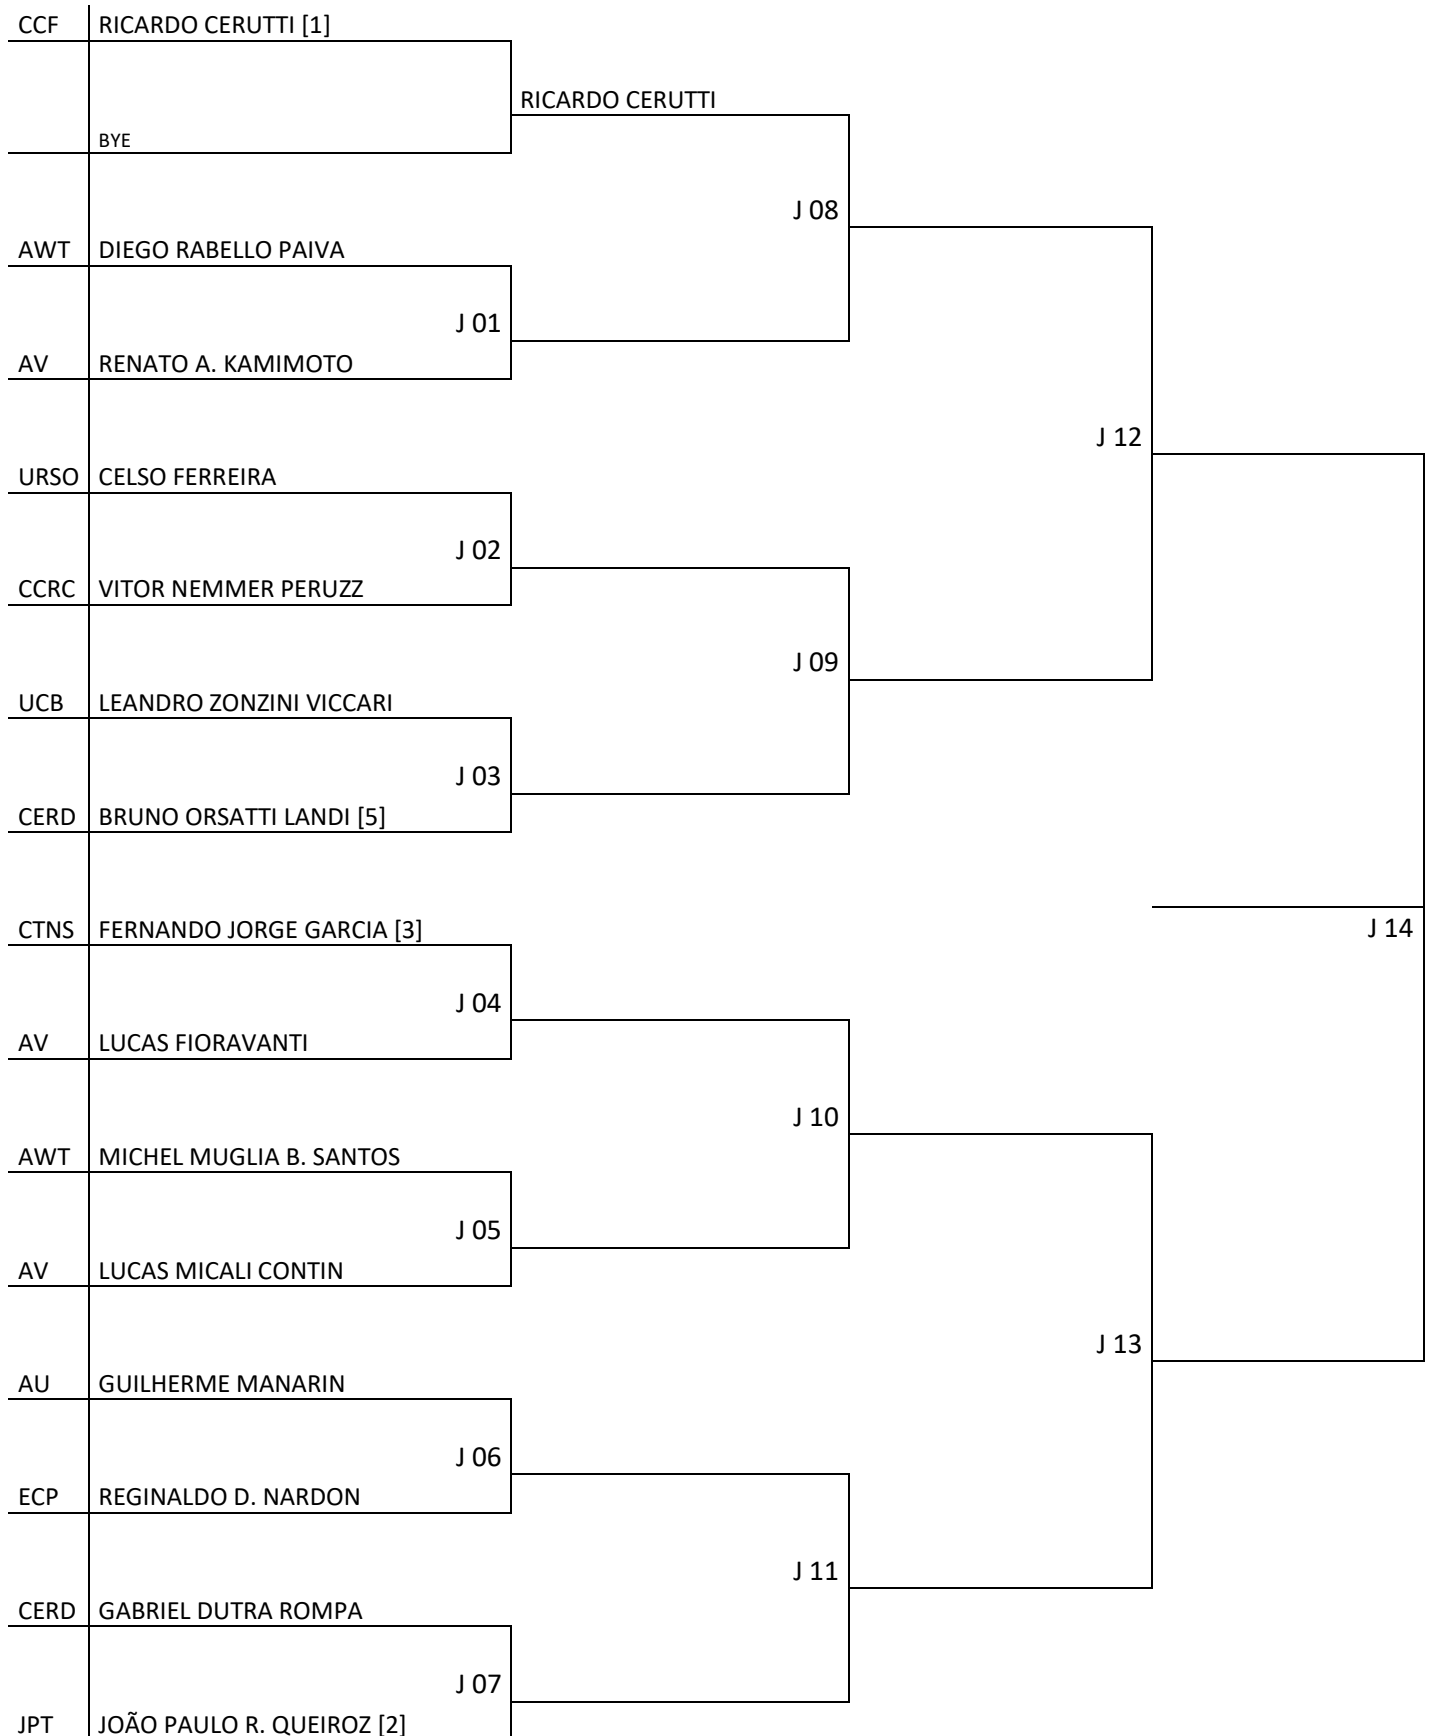 CCF RICARDO CERUTTI [1]
RICARDO CERUTTI
BYE
J 08
AWT DIEGO RABELLO PAIVA
J 01
AV RENATO A. KAMIMOTO
J 12
URSO CELSO FERREIRA
J 02
CCRC VITOR NEMMER PERUZZ
J 09
UCB LEANDRO ZONZINI VICCARI
J 03
CERD BRUNO ORSATTI LANDI [5]
CTNS FERNANDO JORGE GARCIA [3]
J 14
J 04
AV LUCAS FIORAVANTI
J 10
AWT MICHEL MUGLIA B. SANTOS
J 05
AV LUCAS MICALI CONTIN
J 13
AU GUILHERME MANARIN
J 06
ECP REGINALDO D. NARDON
J 11
CERD GABRIEL DUTRA ROMPA
J 07
JPT JOÃO PAULO R. QUEIROZ [2]